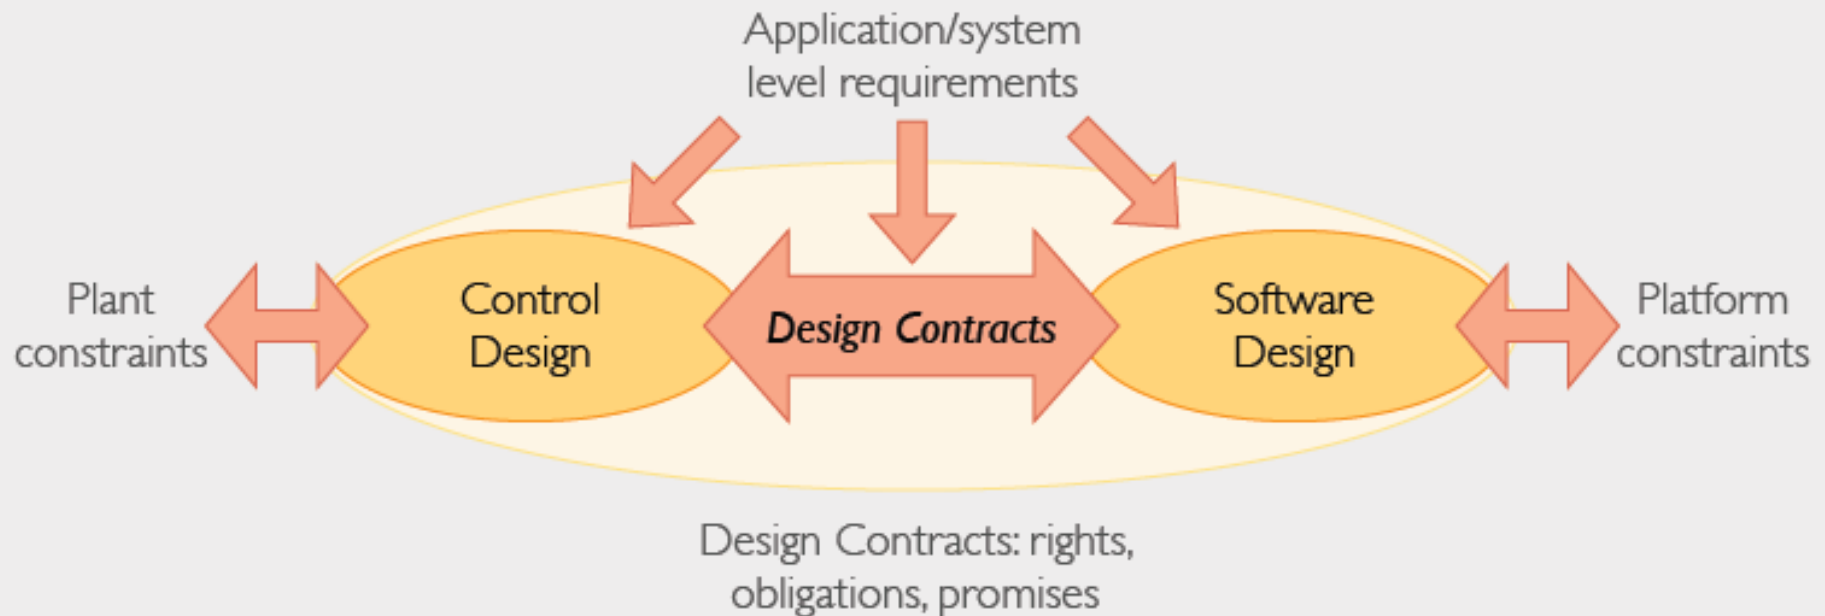 Application/system
level requirements
Plant
constraints
Control
Design
Design Contracts
Software
Design
Platform
constraints
Design Contracts: rights,
obligations, promises